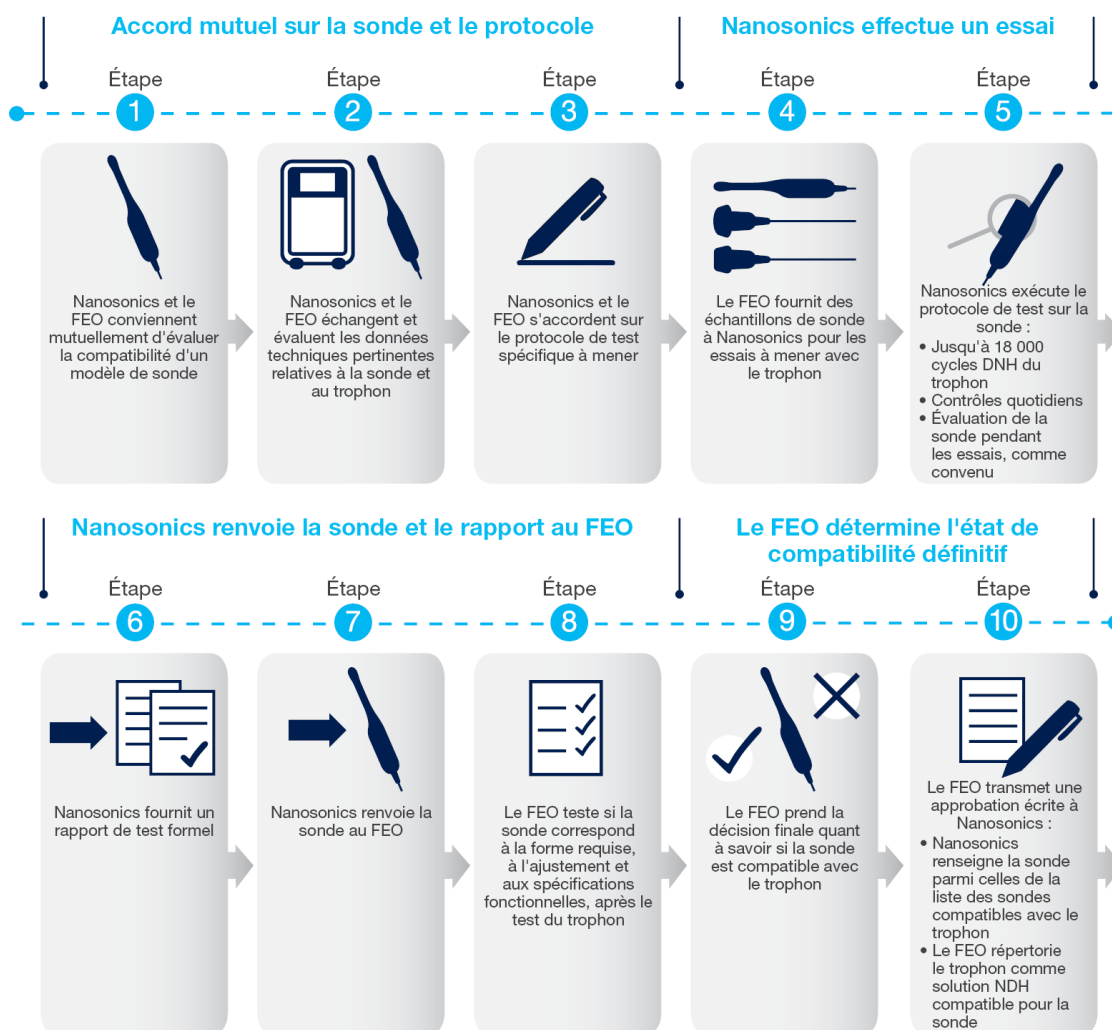 Accord mutuel sur la sonde et le protocole
Nanosonics effectue un essai
Étape
1
Étape
2
Étape
3
Étape
4
Étape
5
Nanosonics et le
FEO conviennent
mutuellement d'évaluer
la compatibilité d'un
modèle de sonde
Nanosonics et le
FEO échangent et
évaluent les données
techniques pertinentes
relatives à la sonde et
au trophon
Nanosonics et le
FEO s'accordent sur
le protocole de test
spécifique à mener
Le FEO fournit des
échantillons de sonde
à Nanosonics pour les
essais à mener avec
le trophon
Nanosonics exécute le
protocole de test sur la
sonde :
• Jusqu'à 18 000
cycles DNH du
trophon
• Contrôles quotidiens
• Évaluation de la
sonde pendant
les essais, comme
convenu
Nanosonics renvoie la sonde et le rapport au FEO
Le FEO détermine l'état de
compatibilité définitif
Étape
6
Étape
7
Étape
8
Étape
9
Étape
10
Nanosonics fournit un
rapport de test formel
Nanosonics renvoie la
sonde au FEO
Le FEO teste si la
sonde correspond
à la forme requise,
à l'ajustement et
aux spécifications
fonctionnelles, après le
test du trophon
Le FEO prend la
décision finale quant
à savoir si la sonde
est compatible avec
le trophon
Le FEO transmet une
approbation écrite à
Nanosonics :
• Nanosonics
renseigne la sonde
parmi celles de la
liste des sondes
compatibles avec le
trophon
• Le FEO répertorie
le trophon comme
solution NDH
compatible pour la
sonde